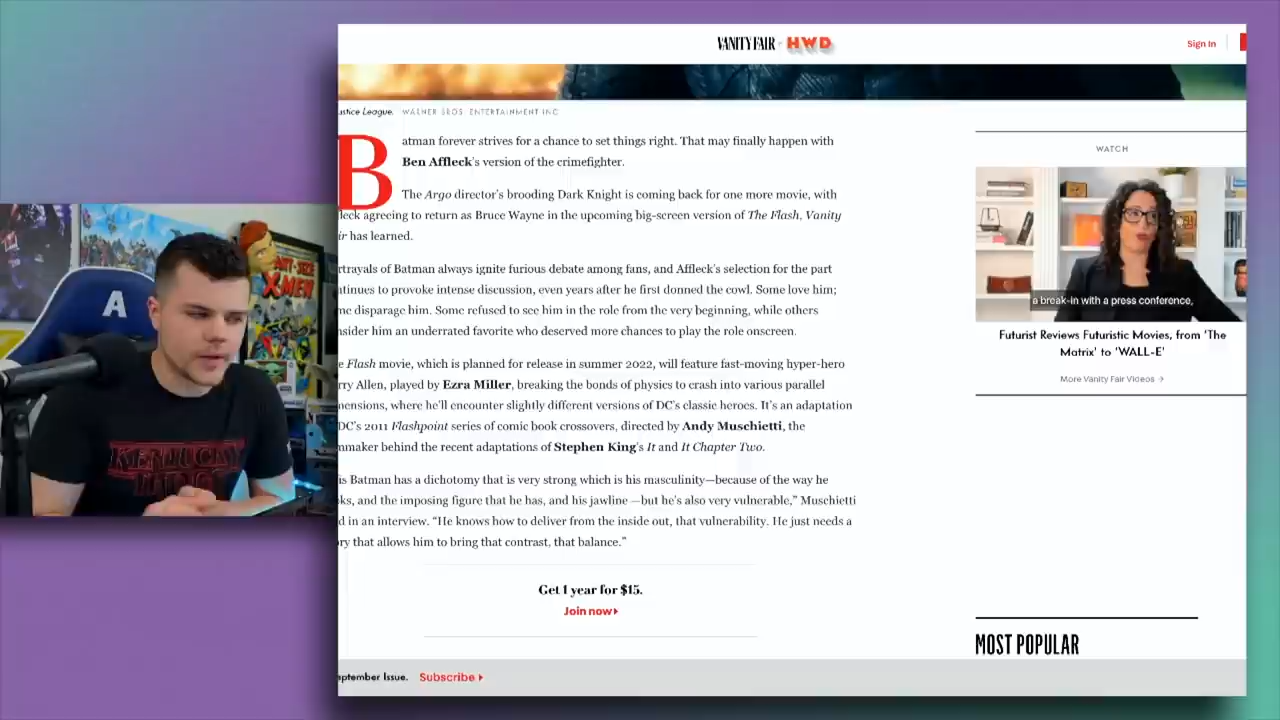 VANITY FAIR HWD
Sign In
ustice League. WARNER BROS. ENTERTAINMENT INC.
Batman forever strives for a chance to set things right. That may finally happen with
Ben Affleck's version of the crimefighter.
The Argo director's brooding Dark Knight is coming back for one more movie, with
fleck agreeing to return as Bruce Wayne in the upcoming big-screen version of The Flash, Vanity
ir has learned.
rtrayals of Batman always ignite furious debate among fans, and Affleck's selection for the part
ntinues to provoke intense discussion, even years after he first donned the cowl. Some love him;
me disparage him. Some refused to see him in the role from the very beginning, while others
nsider him an underrated favorite who deserved more chances to play the role onscreen.
e Flash movie, which is planned for release in summer 2022, will feature fast-moving hyper-hero
rry Allen, played by Ezra Miller, breaking the bonds of physics to crash into various parallel
mensions, where he'll encounter slightly different versions of DC's classic heroes. It's an adaptation
DC's 2011 Flashpoint series of comic book crossovers, directed by Andy Muschietti, the
mmaker behind the recent adaptations of Stephen King's It and It Chapter Two.
is Batman has a dichotomy that is very strong which is his masculinity—because of the way he
oks, and the imposing figure that he has, and his jawline —but he's also very vulnerable,” Muschietti
d in an interview. “He knows how to deliver from the inside out, that vulnerability. He just needs a
ory that allows him to bring that contrast, that balance.”
Get 1 year for $15.
Join now
eptember Issue. Subscribe
WATCH
a break-in with a press conference,
Futurist Reviews Futuristic Movies, from 'The
Matrix' to 'WALL-E'
More Vanity Fair Videos
MOST POPULAR
A
X-MEN
KENTUCKY